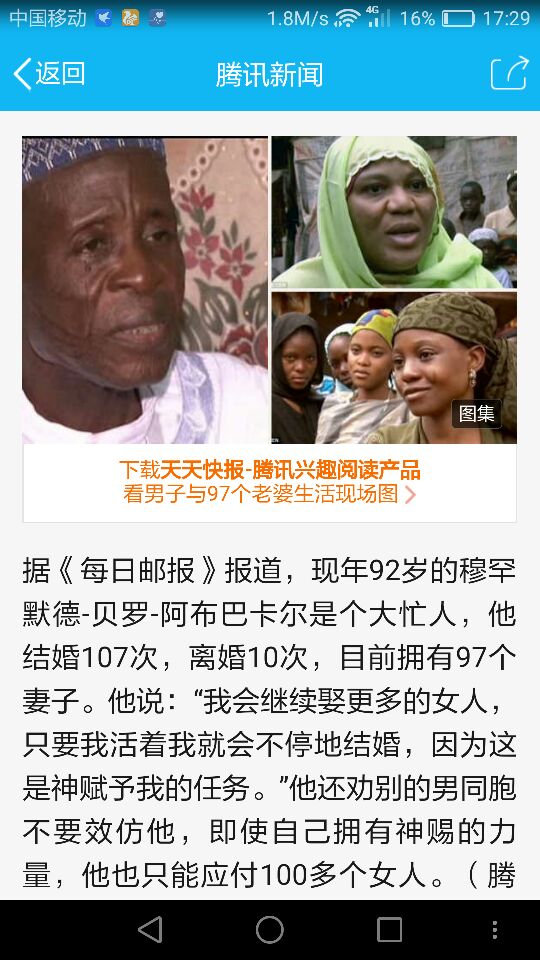 中国移动
1.8M/s 4G 16% 17:29
返回 腾讯新闻
图集
下载天天快报-腾讯兴趣阅读产品
看男子与97个老婆生活现场图
据《每日邮报》报道，现年92岁的穆罕
默德-贝罗-阿布巴卡尔是个大忙人，他
结婚107次，离婚10次，目前拥有97个
妻子。他说：“我会继续娶更多的女人，
只要我活着我就会不停地结婚，因为这
是神赋予我的任务。”他还劝别的男同胞
不要效仿他，即使自己拥有神赐的力
量，他也只能应付100多个女人。（腾